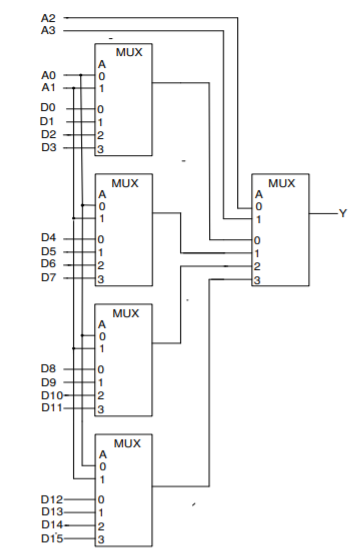 A2
A3
MUX
A
A0 0
A1 1
D0 0
D1 1
D2 2
D3 3
MUX
A
0
1
D4 0
D5 1
D6 2
D7 3
MUX
A
0
1
Y
0
1
2
3
MUX
A
0
1
D8 0
D9 1
D10 2
D11 3
MUX
A
0
1
D12 0
D13 1
D14 2
D15 3